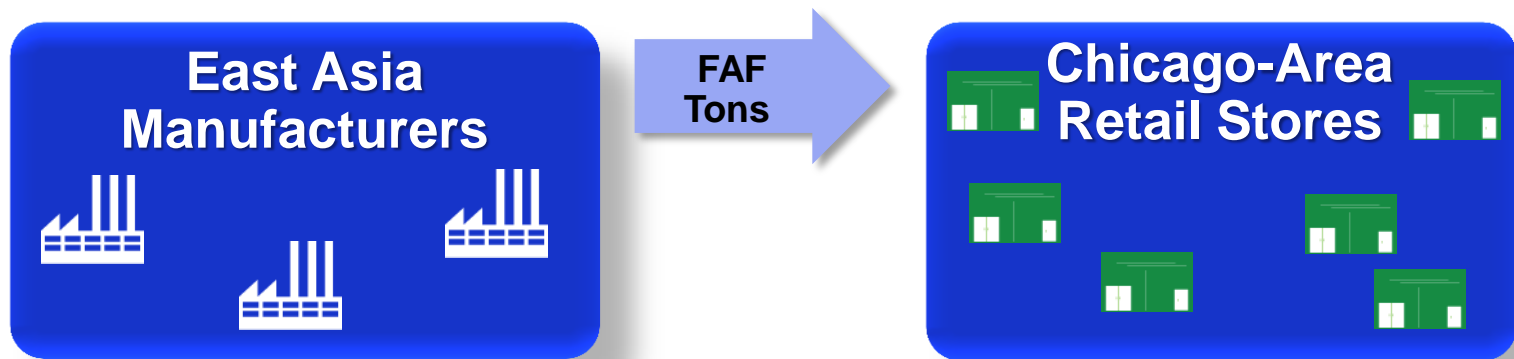 East Asia
Manufacturers
FAF
Tons
Chicago-Area
Retail Stores